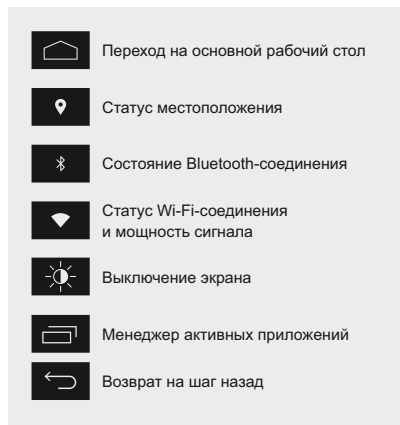 Переход на основной рабочий стол
Статус местоположения
Состояние Bluetooth-соединения
Статус Wi-Fi-соединения
и мощность сигнала
Выключение экрана
Менеджер активных приложений
Возврат на шаг назад